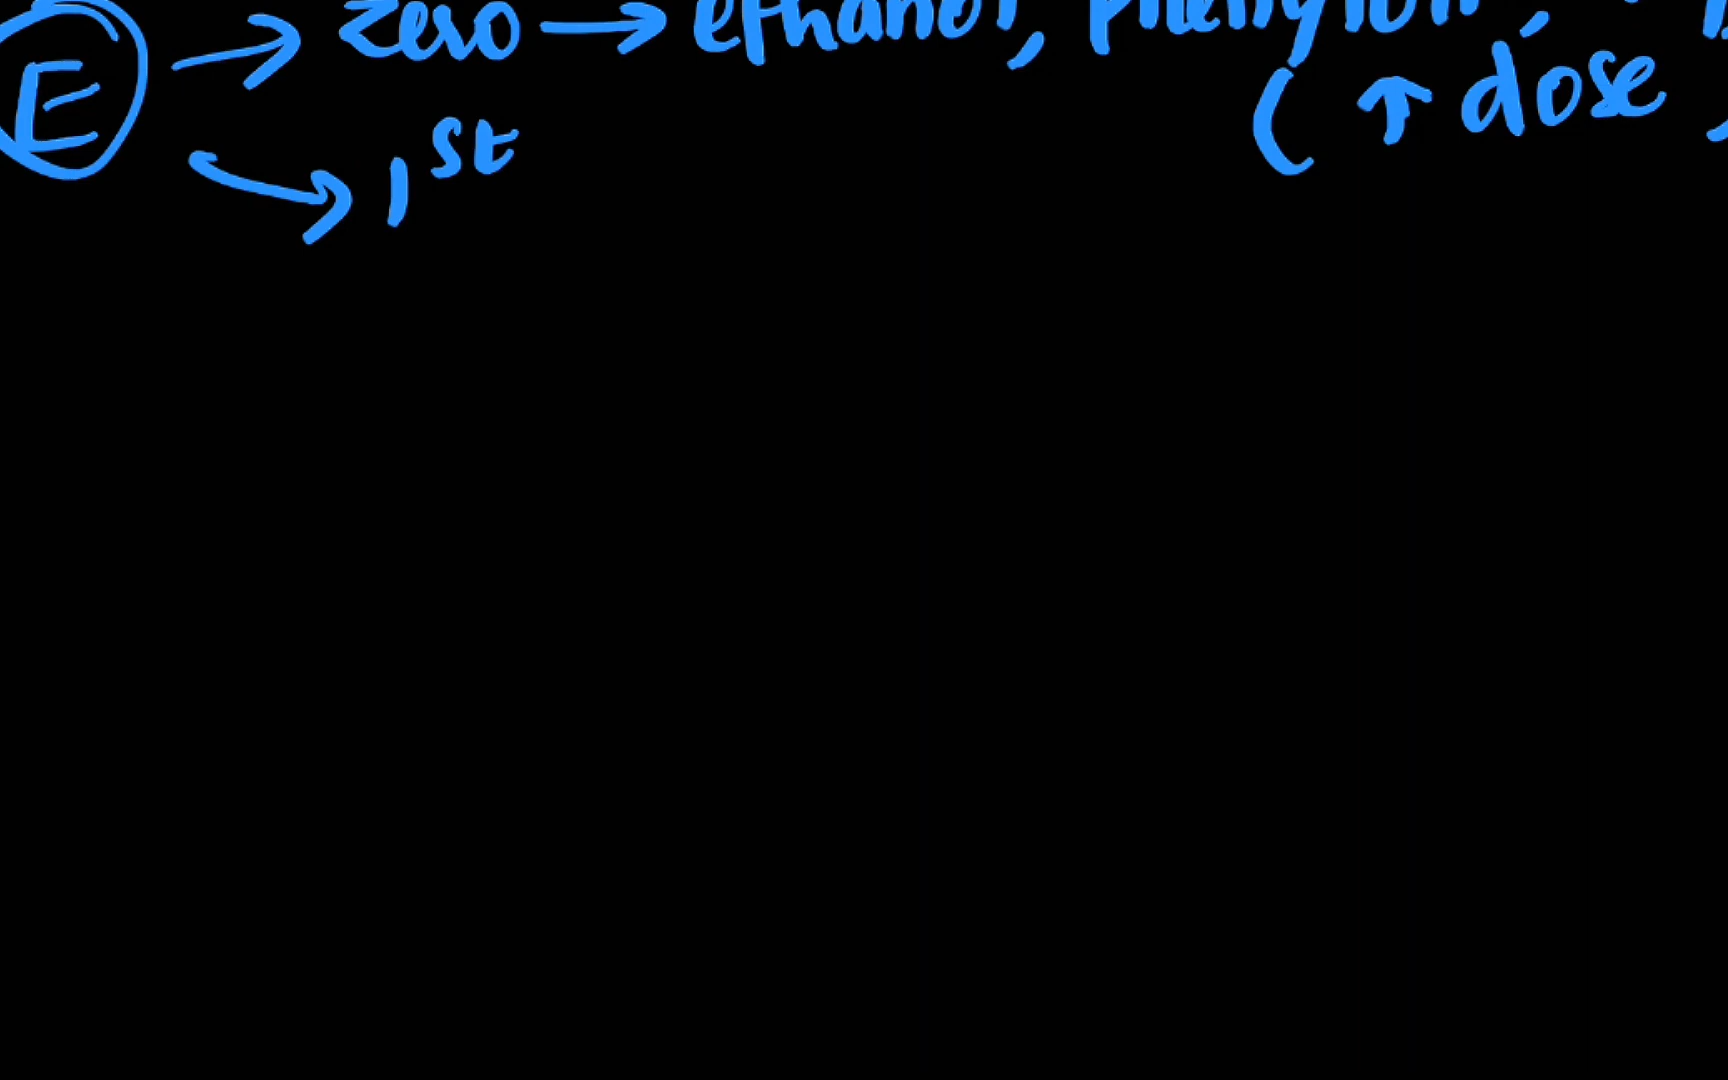 E → zero → ethanol, phenytoin,
( ↑ dose
→ 1st